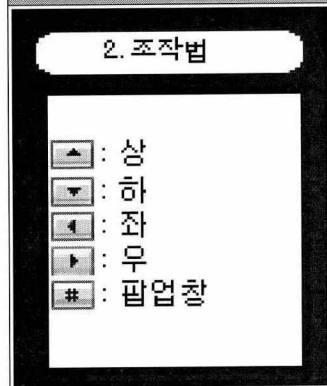 2. 조작법
▲ : 상
▼ : 하
◀ : 좌
▶ : 우
# : 팝업창